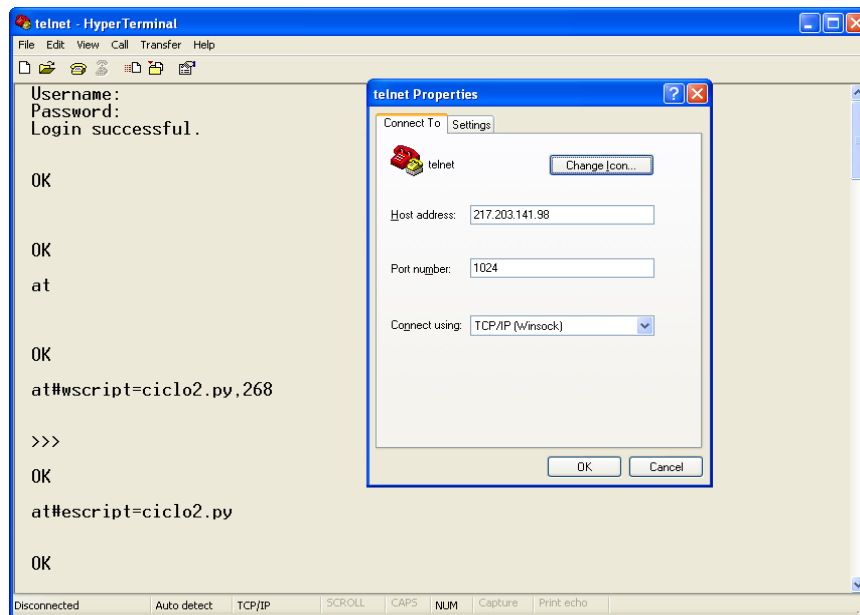 telnet - HyperTerminal
File Edit View Call Transfer Help
Username:
Password:
Login successful.
OK
OK
at
OK
at#wscript=ciclo2.py,268
>>>
OK
at#escript=ciclo2.py
OK
telnet Properties
Connect To Settings
telnet
Change Icon...
Host address: 217.203.141.98
Port number: 1024
Connect using: TCP/IP (Winsock)
OK Cancel
Disconnected Auto detect TCP/IP SCROLL CAPS NUM Capture Print echo